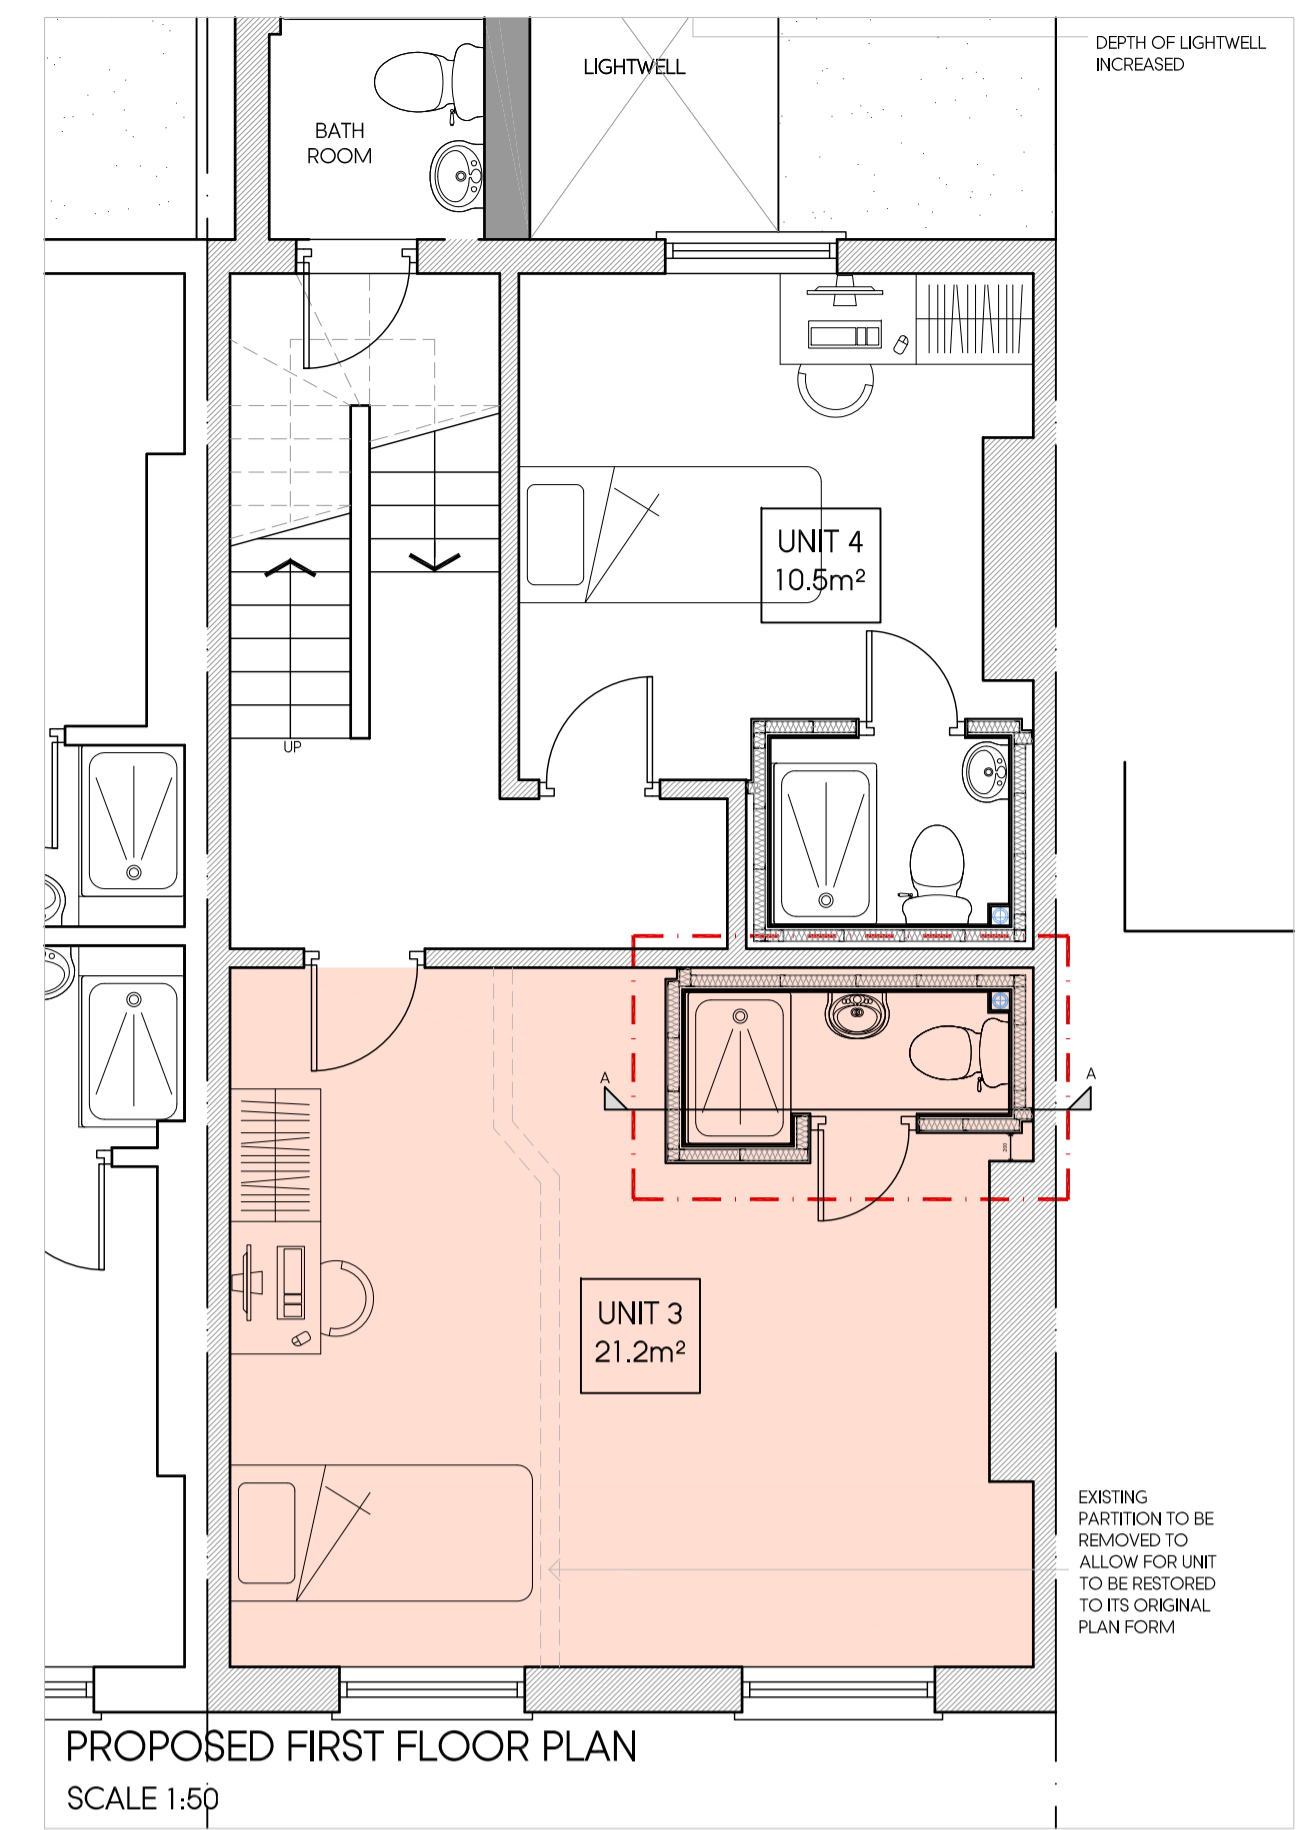 DEPTH OF LIGHTWELL
INCREASED
LIGHTWELL
BATH
ROOM
UNIT 4
10.5m²
UP
A
A
200
UNIT 3
21.2m²
EXISTING
PARTITION TO BE
REMOVED TO
ALLOW FOR UNIT
TO BE RESTORED
TO ITS ORIGINAL
PLAN FORM
PROPOSED FIRST FLOOR PLAN
SCALE 1:50